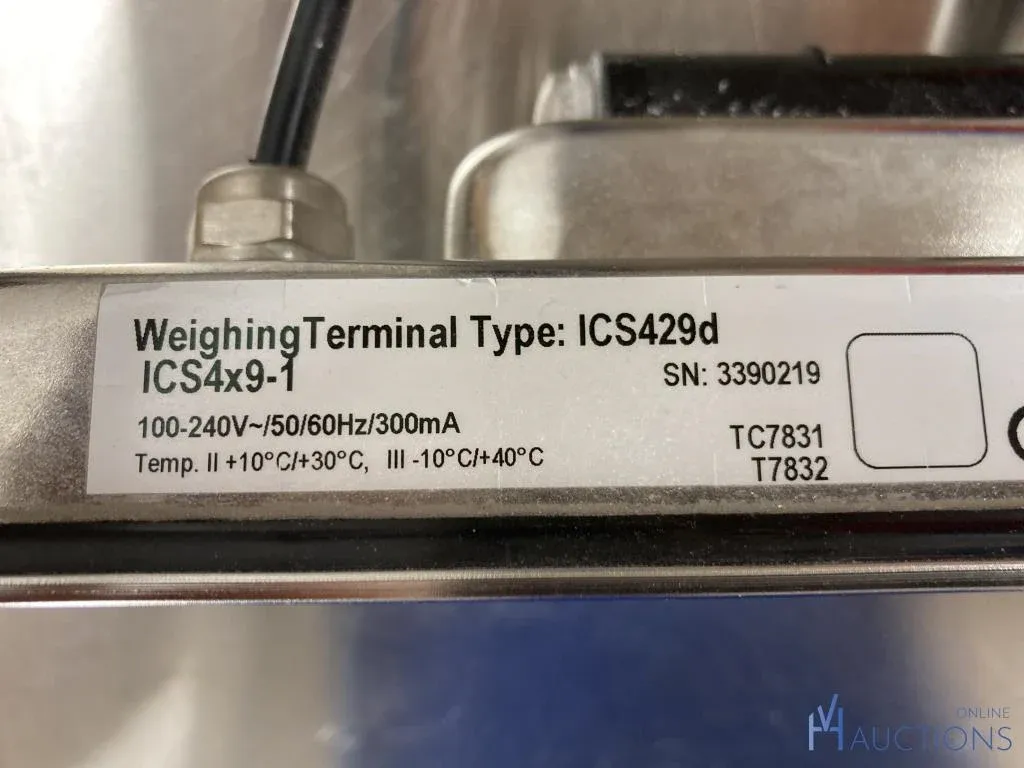 WeighingTerminal Type: ICS429d
ICS4x9-1
SN: 3390219
100-240V~/50/60Hz/300mA
TC7831
Temp. II +10°C/+30°C, III -10°C/+40°C
T7832
VH ONLINE
AUCTIONS